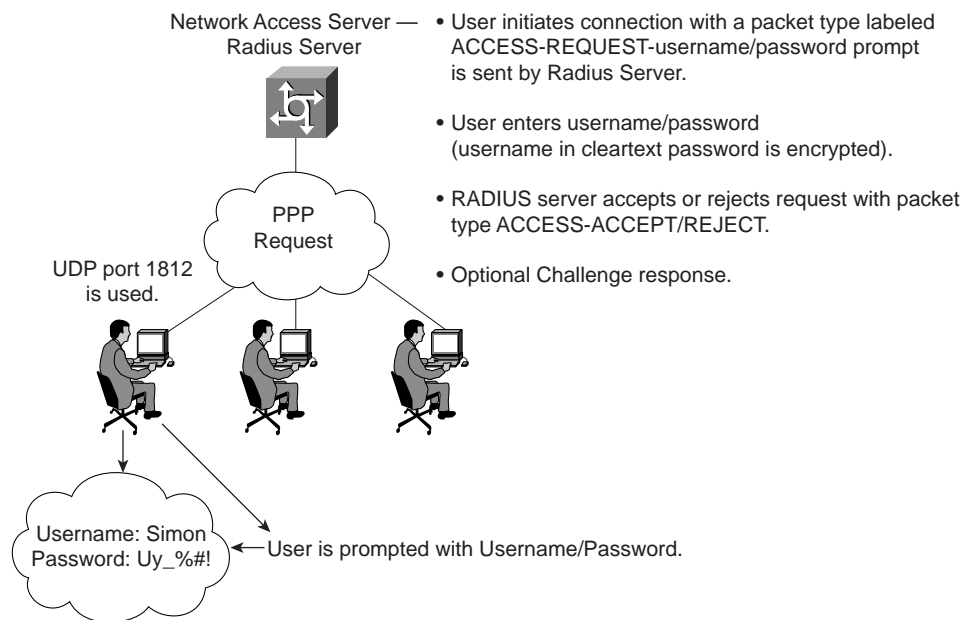 Network Access Server —
Radius Server
• User initiates connection with a packet type labeled
ACCESS-REQUEST-username/password prompt
is sent by Radius Server.
• User enters username/password
(username in cleartext password is encrypted).
• RADIUS server accepts or rejects request with packet
type ACCESS-ACCEPT/REJECT.
• Optional Challenge response.
PPP
Request
UDP port 1812
is used.
Username: Simon
Password: Uy_%#!
User is prompted with Username/Password.